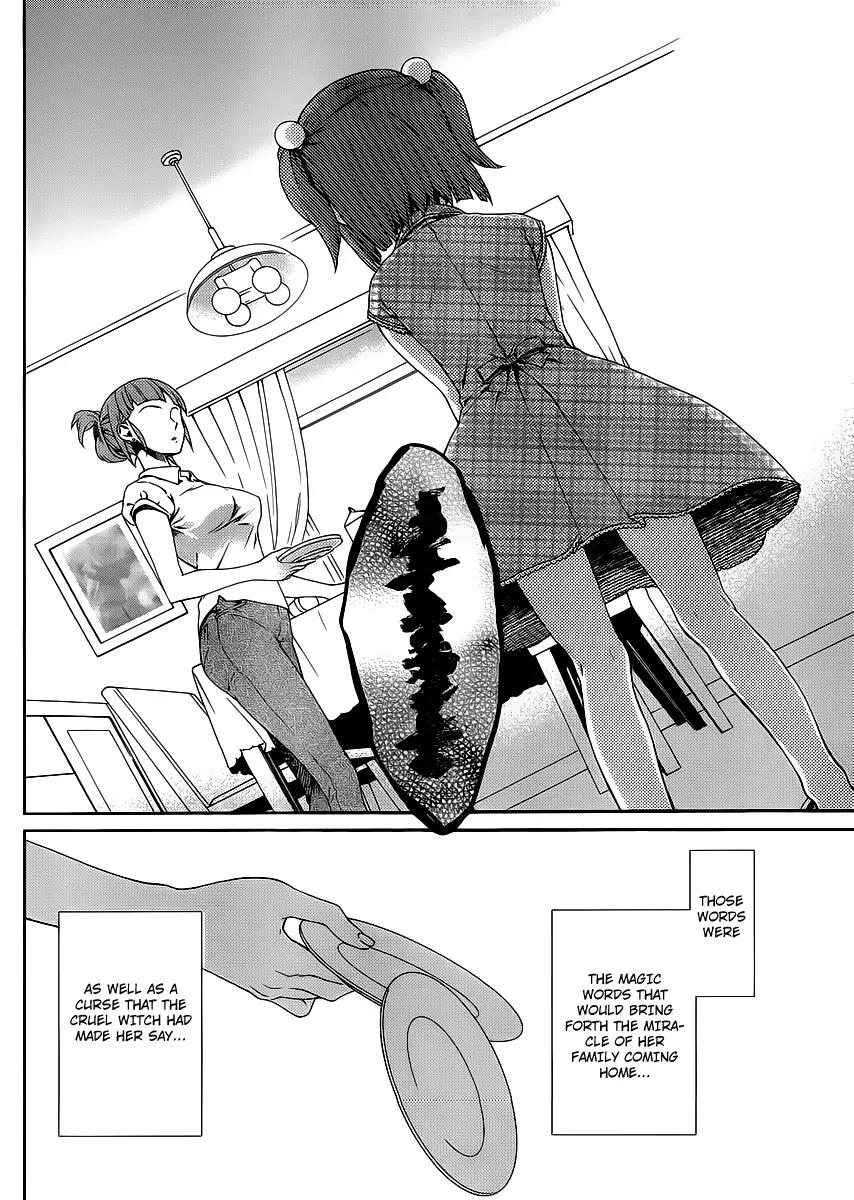 THOSE
WORDS
WERE
THE MAGIC
WORDS THAT
WOULD BRING
FORTH THE MIRA-
CLE OF HER
FAMILY COMING
HOME...
AS WELL AS A
CURSE THAT THE
CRUEL WITCH HAD
MADE HER SAY...